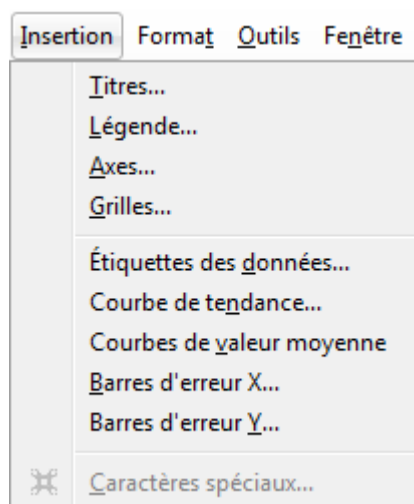 Insertion Format Outils Fenêtre
Titres...
Légende...
Axes...
Grilles...
Étiquettes des données...
Courbe de tendance...
Courbes de valeur moyenne
Barres d'erreur X...
Barres d'erreur Y...
Caractères spéciaux...